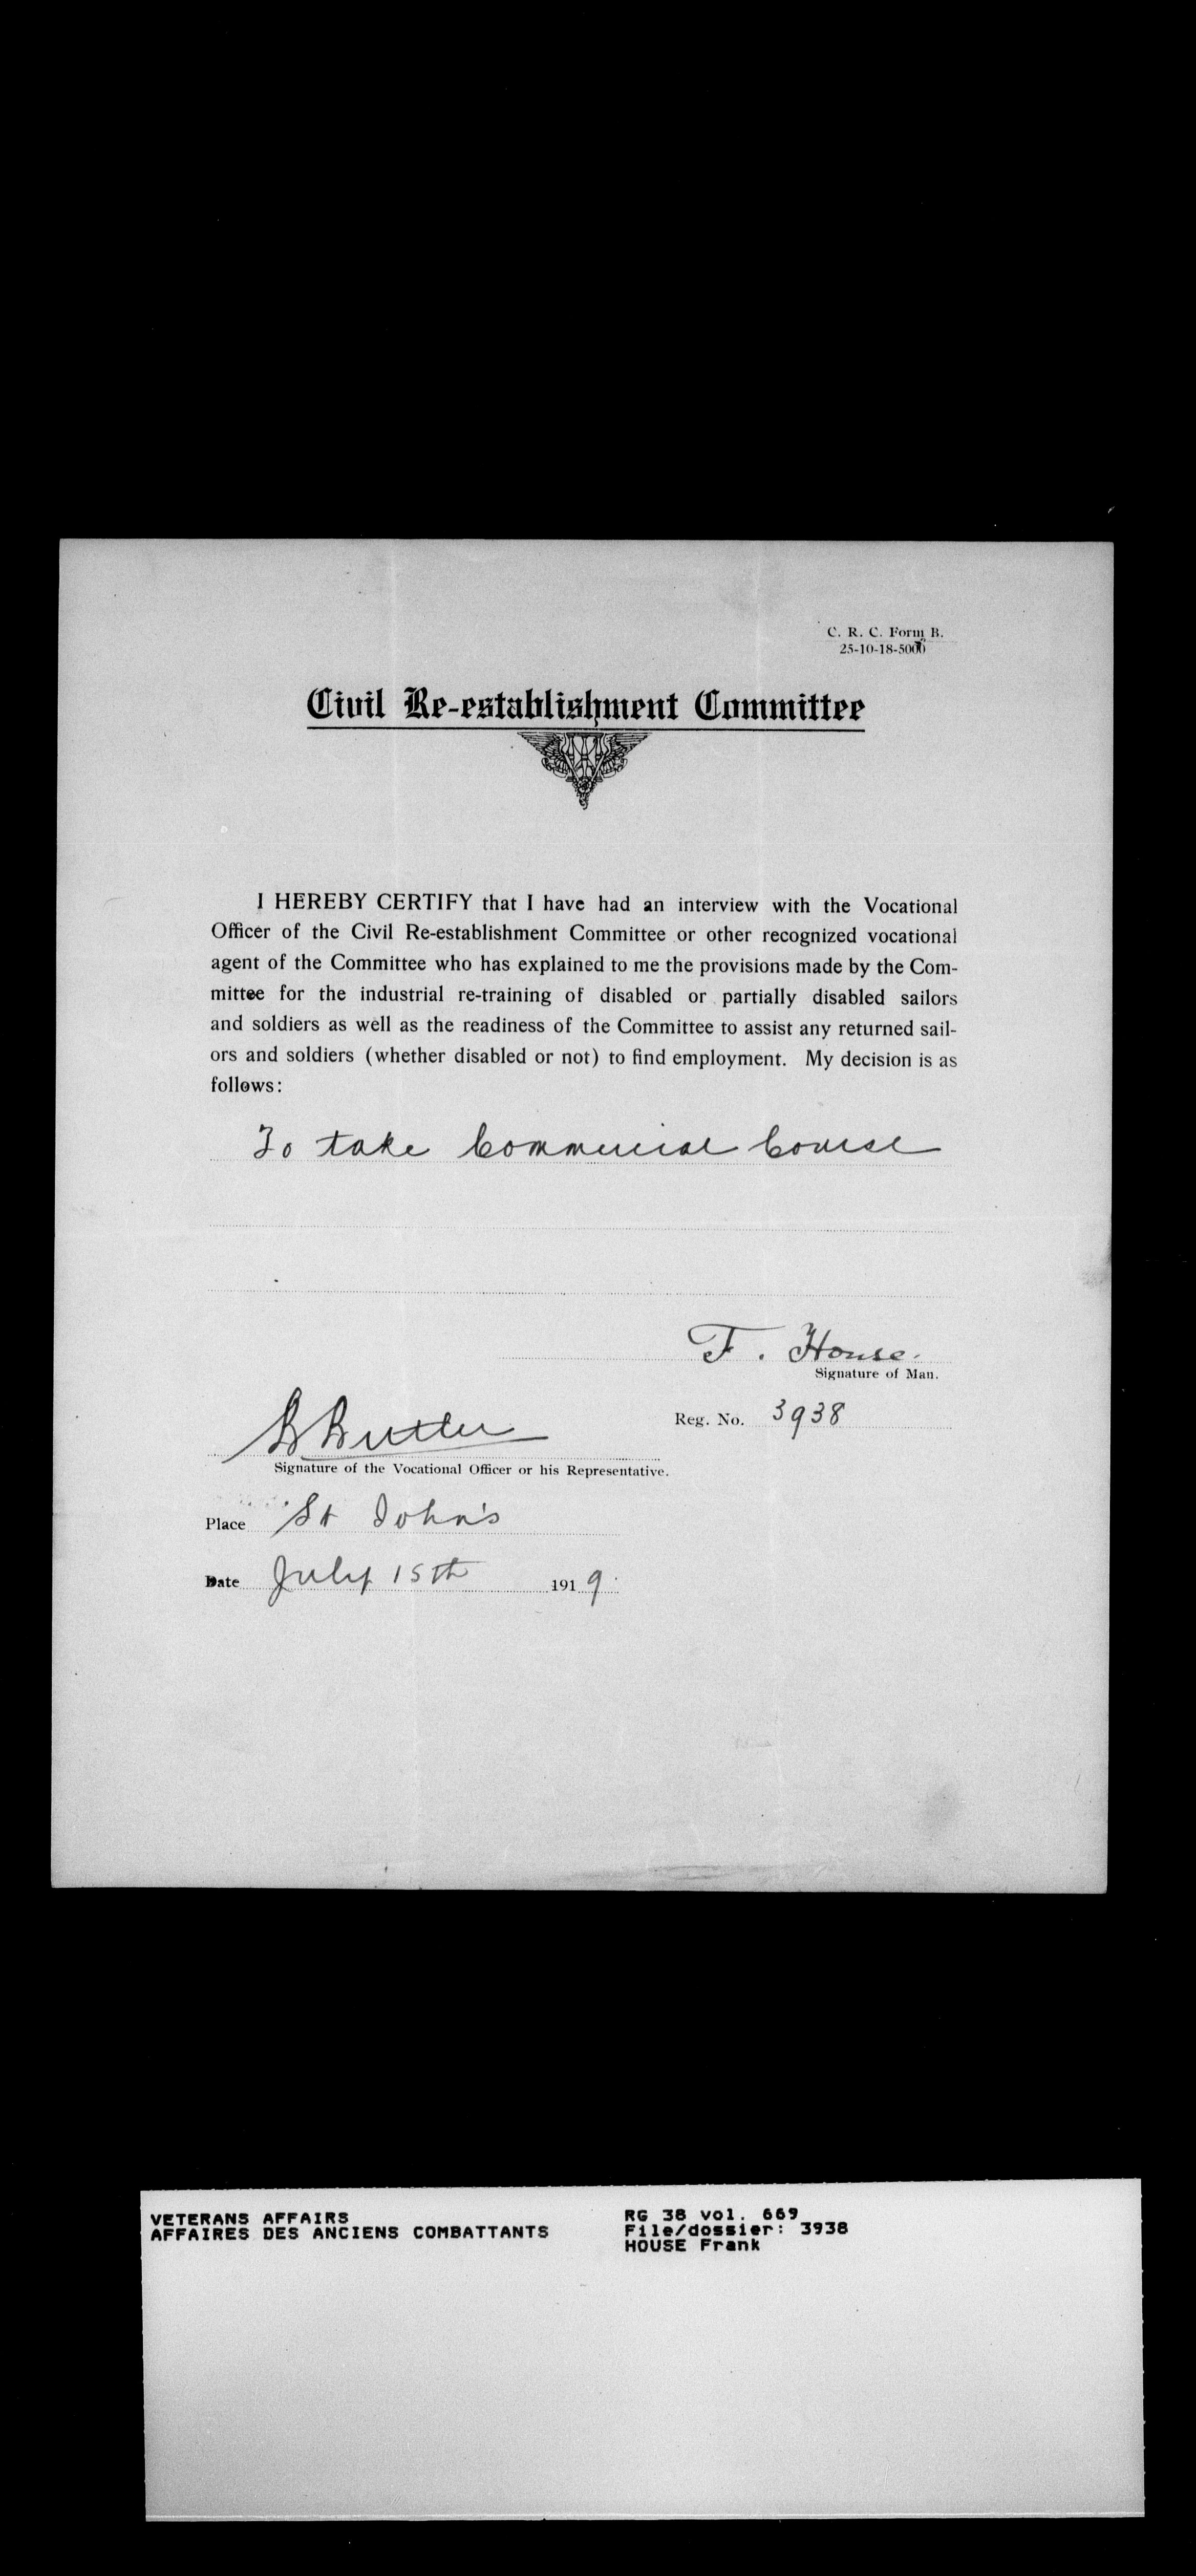 C. R. C. Form B.
25-10-18-5000
Civil Re-establishment Committee
I HEREBY CERTIFY that I have had an interview with the Vocational
Officer of the Civil Re-establishment Committee or other recognized vocational
agent of the Committee who has explained to me the provisions made by the Com-
mittee for the industrial re-training of disabled or partially disabled sailors
and soldiers as well as the readiness of the Committee to assist any returned sail-
ors and soldiers (whether disabled or not) to find employment. My decision is as
follows:
To take Commercial Course
F. House.
Signature of Man.
Reg. No. 3938
B Butler
Signature of the Vocational Officer or his Representative.
Place St John's
Date July 15th 1919.
VETERANS AFFAIRS
AFFAIRES DES ANCIENS COMBATTANTS
RG 38 vol. 669
File/dossier: 3938
HOUSE Frank